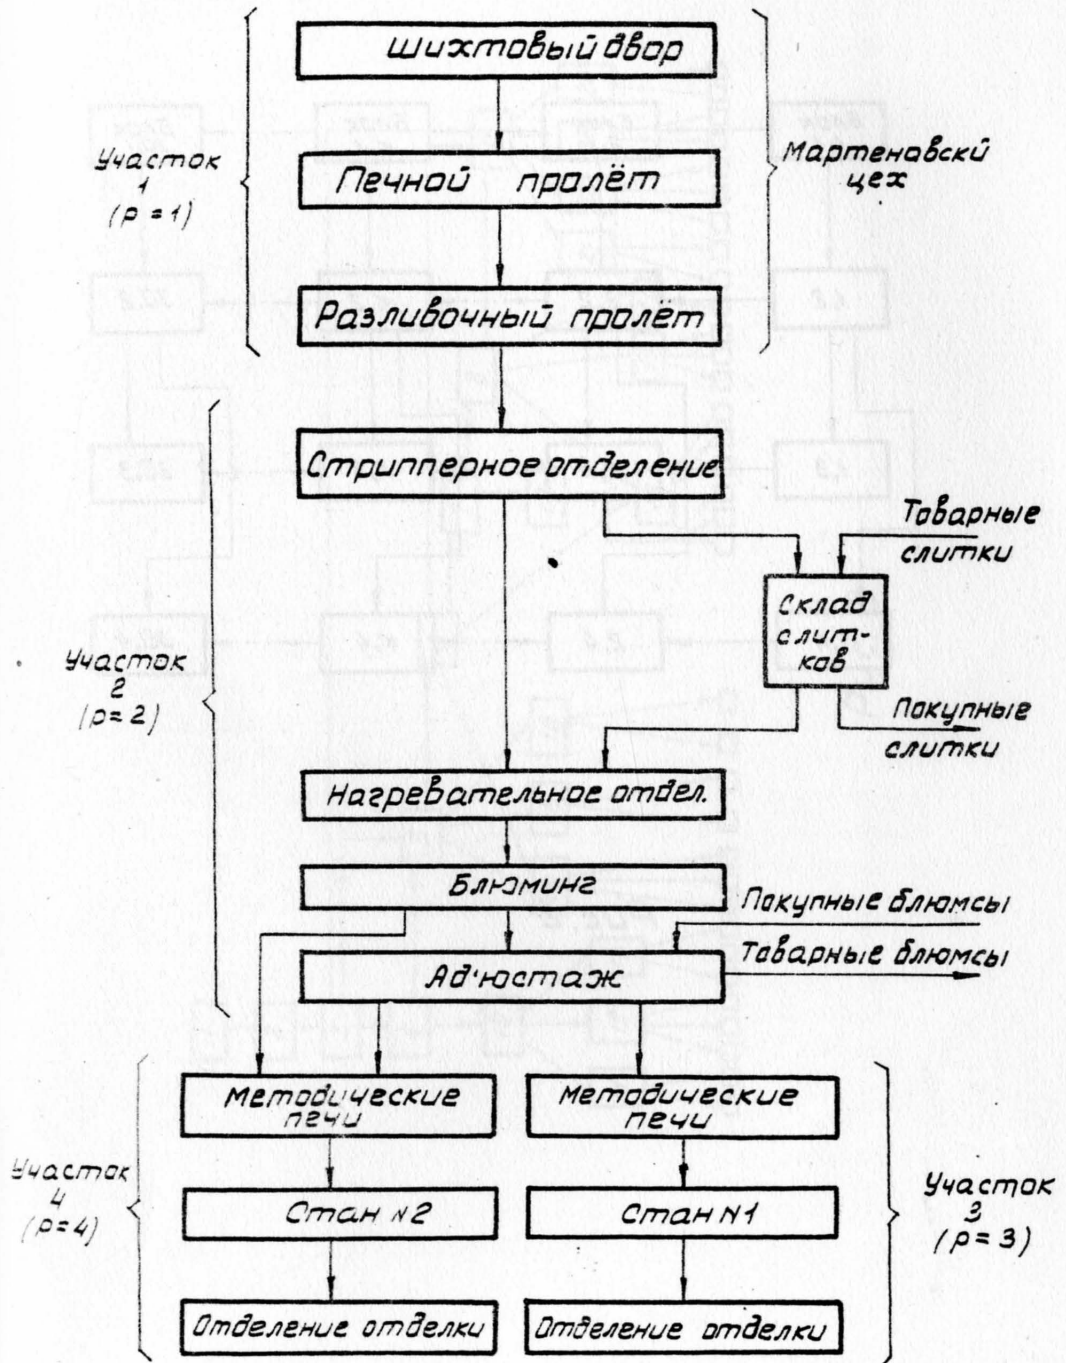 Шихтовый двор
Участок
1
(р = 1)
Печной пролёт
Мартеновскй
цех
Разливочный пролёт
Стрипперное отделение
Товарные
слитки
Склад
слит-
ков
Участок
2
(р = 2)
Покупные
слитки
Нагревательное отдел.
Блюминг
Покупные блюмсы
Товарные блюмсы
Ад'юстаж
Методические
печи
Методические
печи
Участок
4
(р = 4)
Стан №2
Стан N1
Участок
3
(р = 3)
Отделение отделки
Отделение отделки